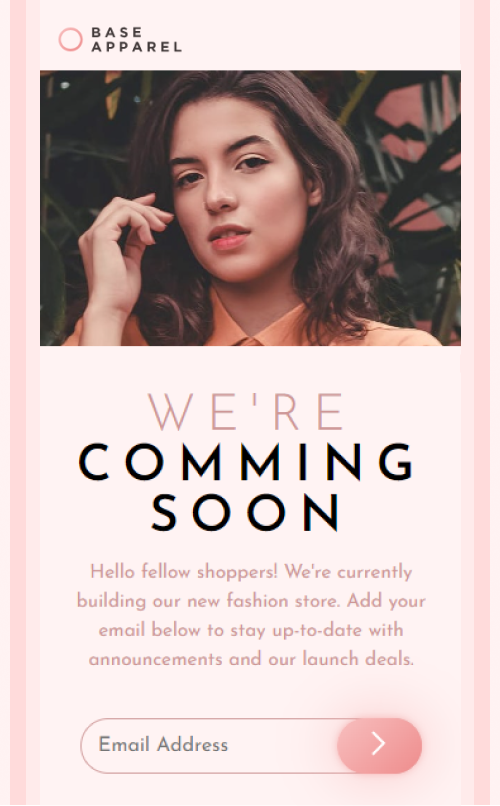 BASE
APPAREL
WE'RE
COMMING
SOON
Hello fellow shoppers! We're currently
building our new fashion store. Add your
email below to stay up-to-date with
announcements and our launch deals.
Email Address